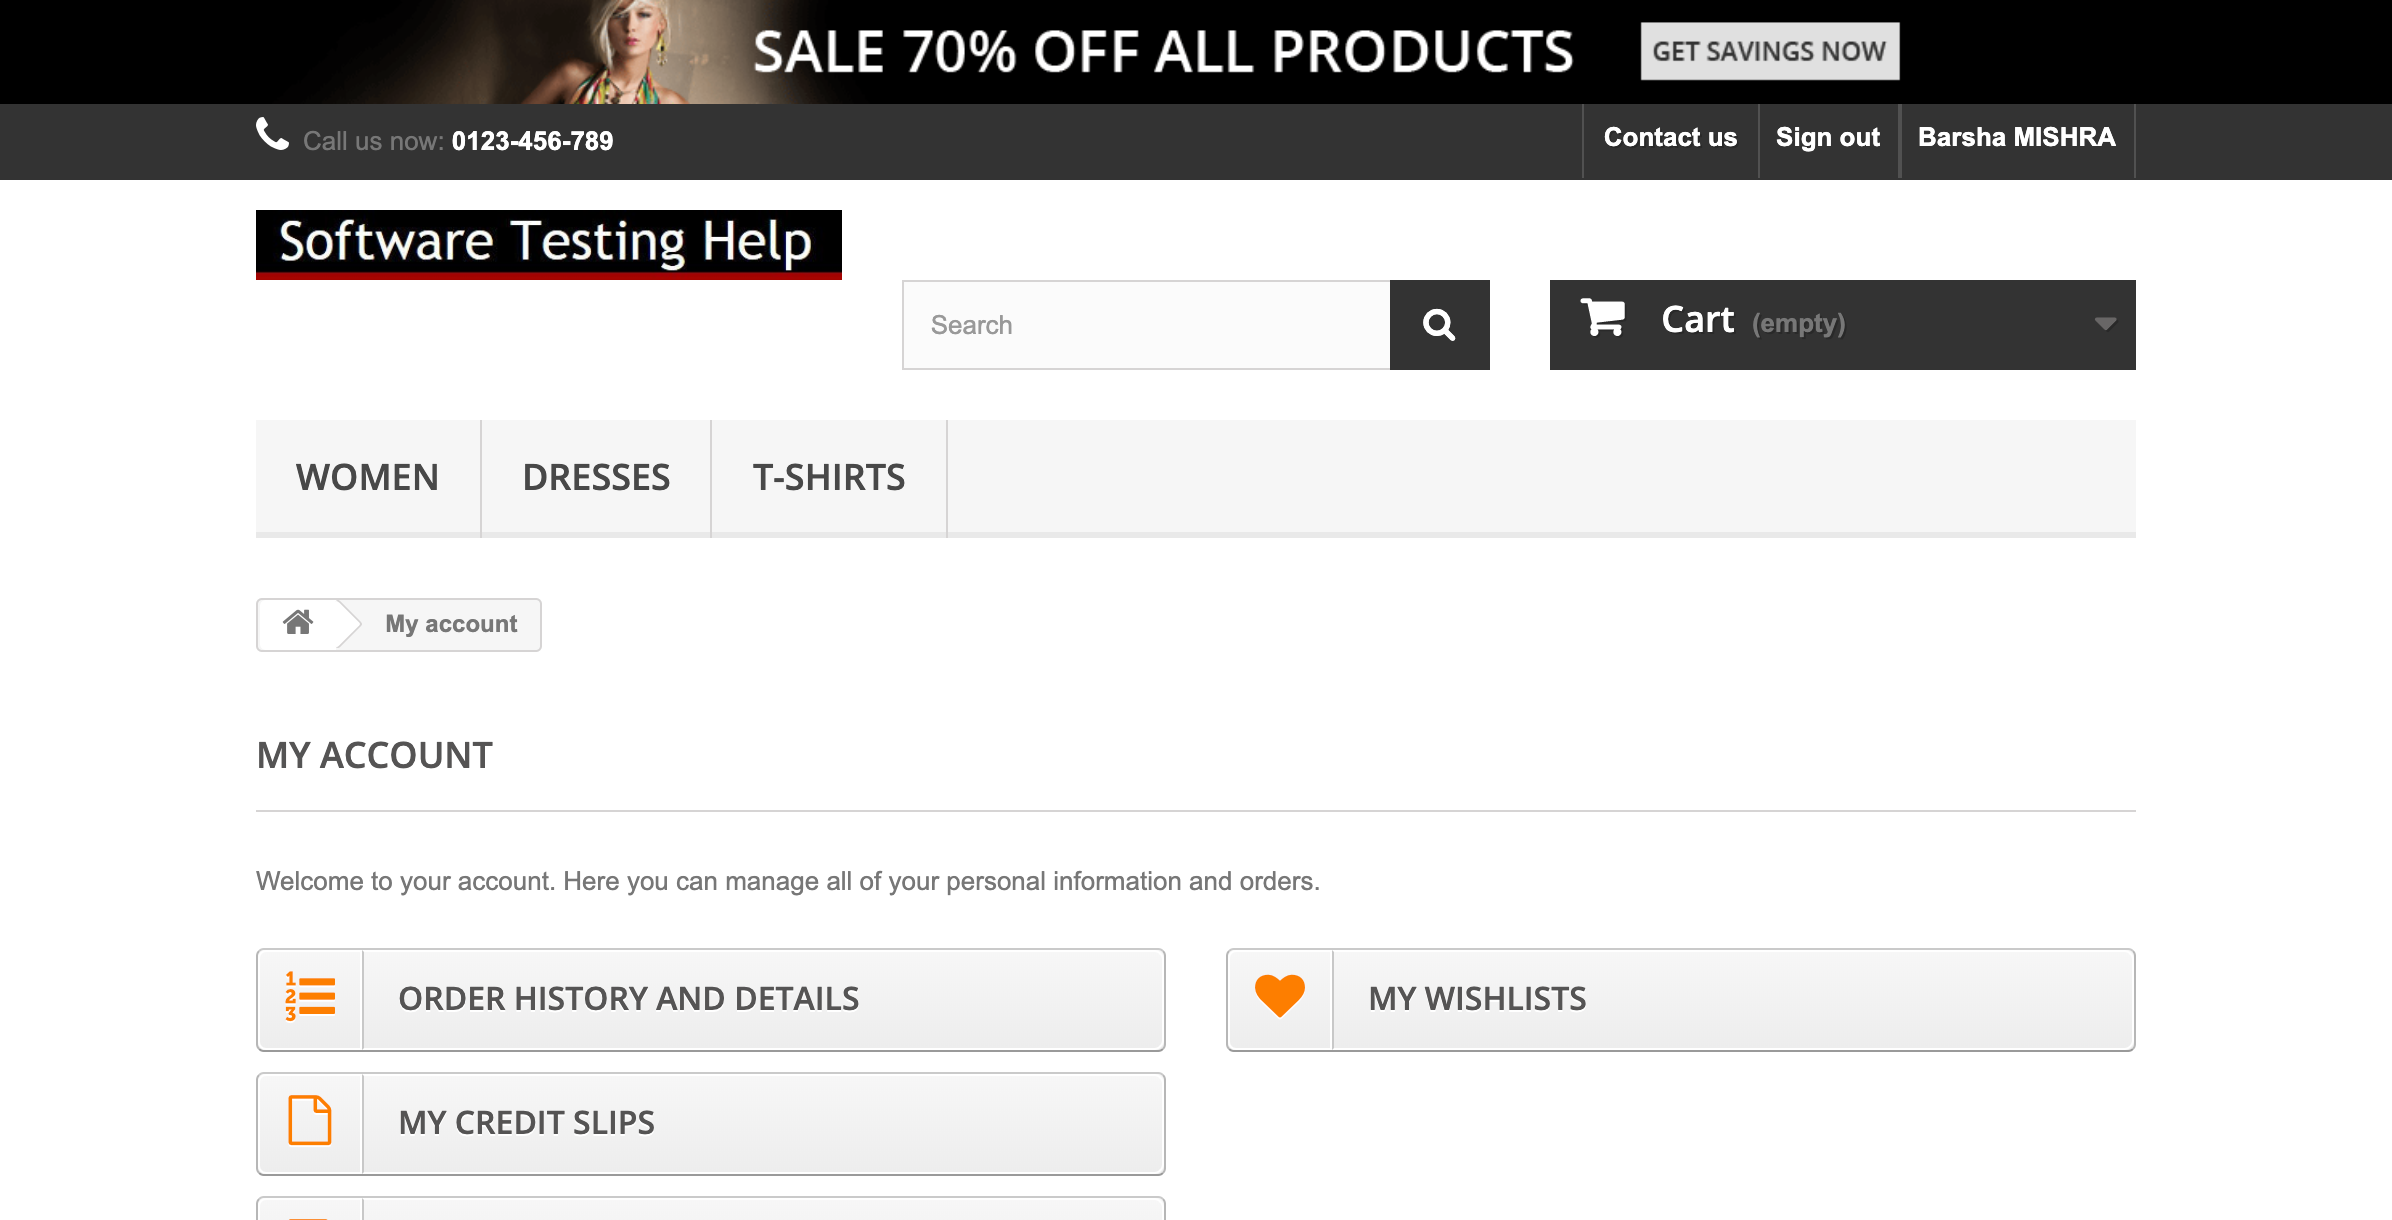 SALE 70% OFF ALL PRODUCTS GET SAVINGS NOW
Call us now: 0123-456-789 Contact us Sign out Barsha MISHRA
Software Testing Help
Search Cart (empty)
WOMEN DRESSES T-SHIRTS
My account
MY ACCOUNT
Welcome to your account. Here you can manage all of your personal information and orders.
1 2 3 ORDER HISTORY AND DETAILS MY WISHLISTS
MY CREDIT SLIPS